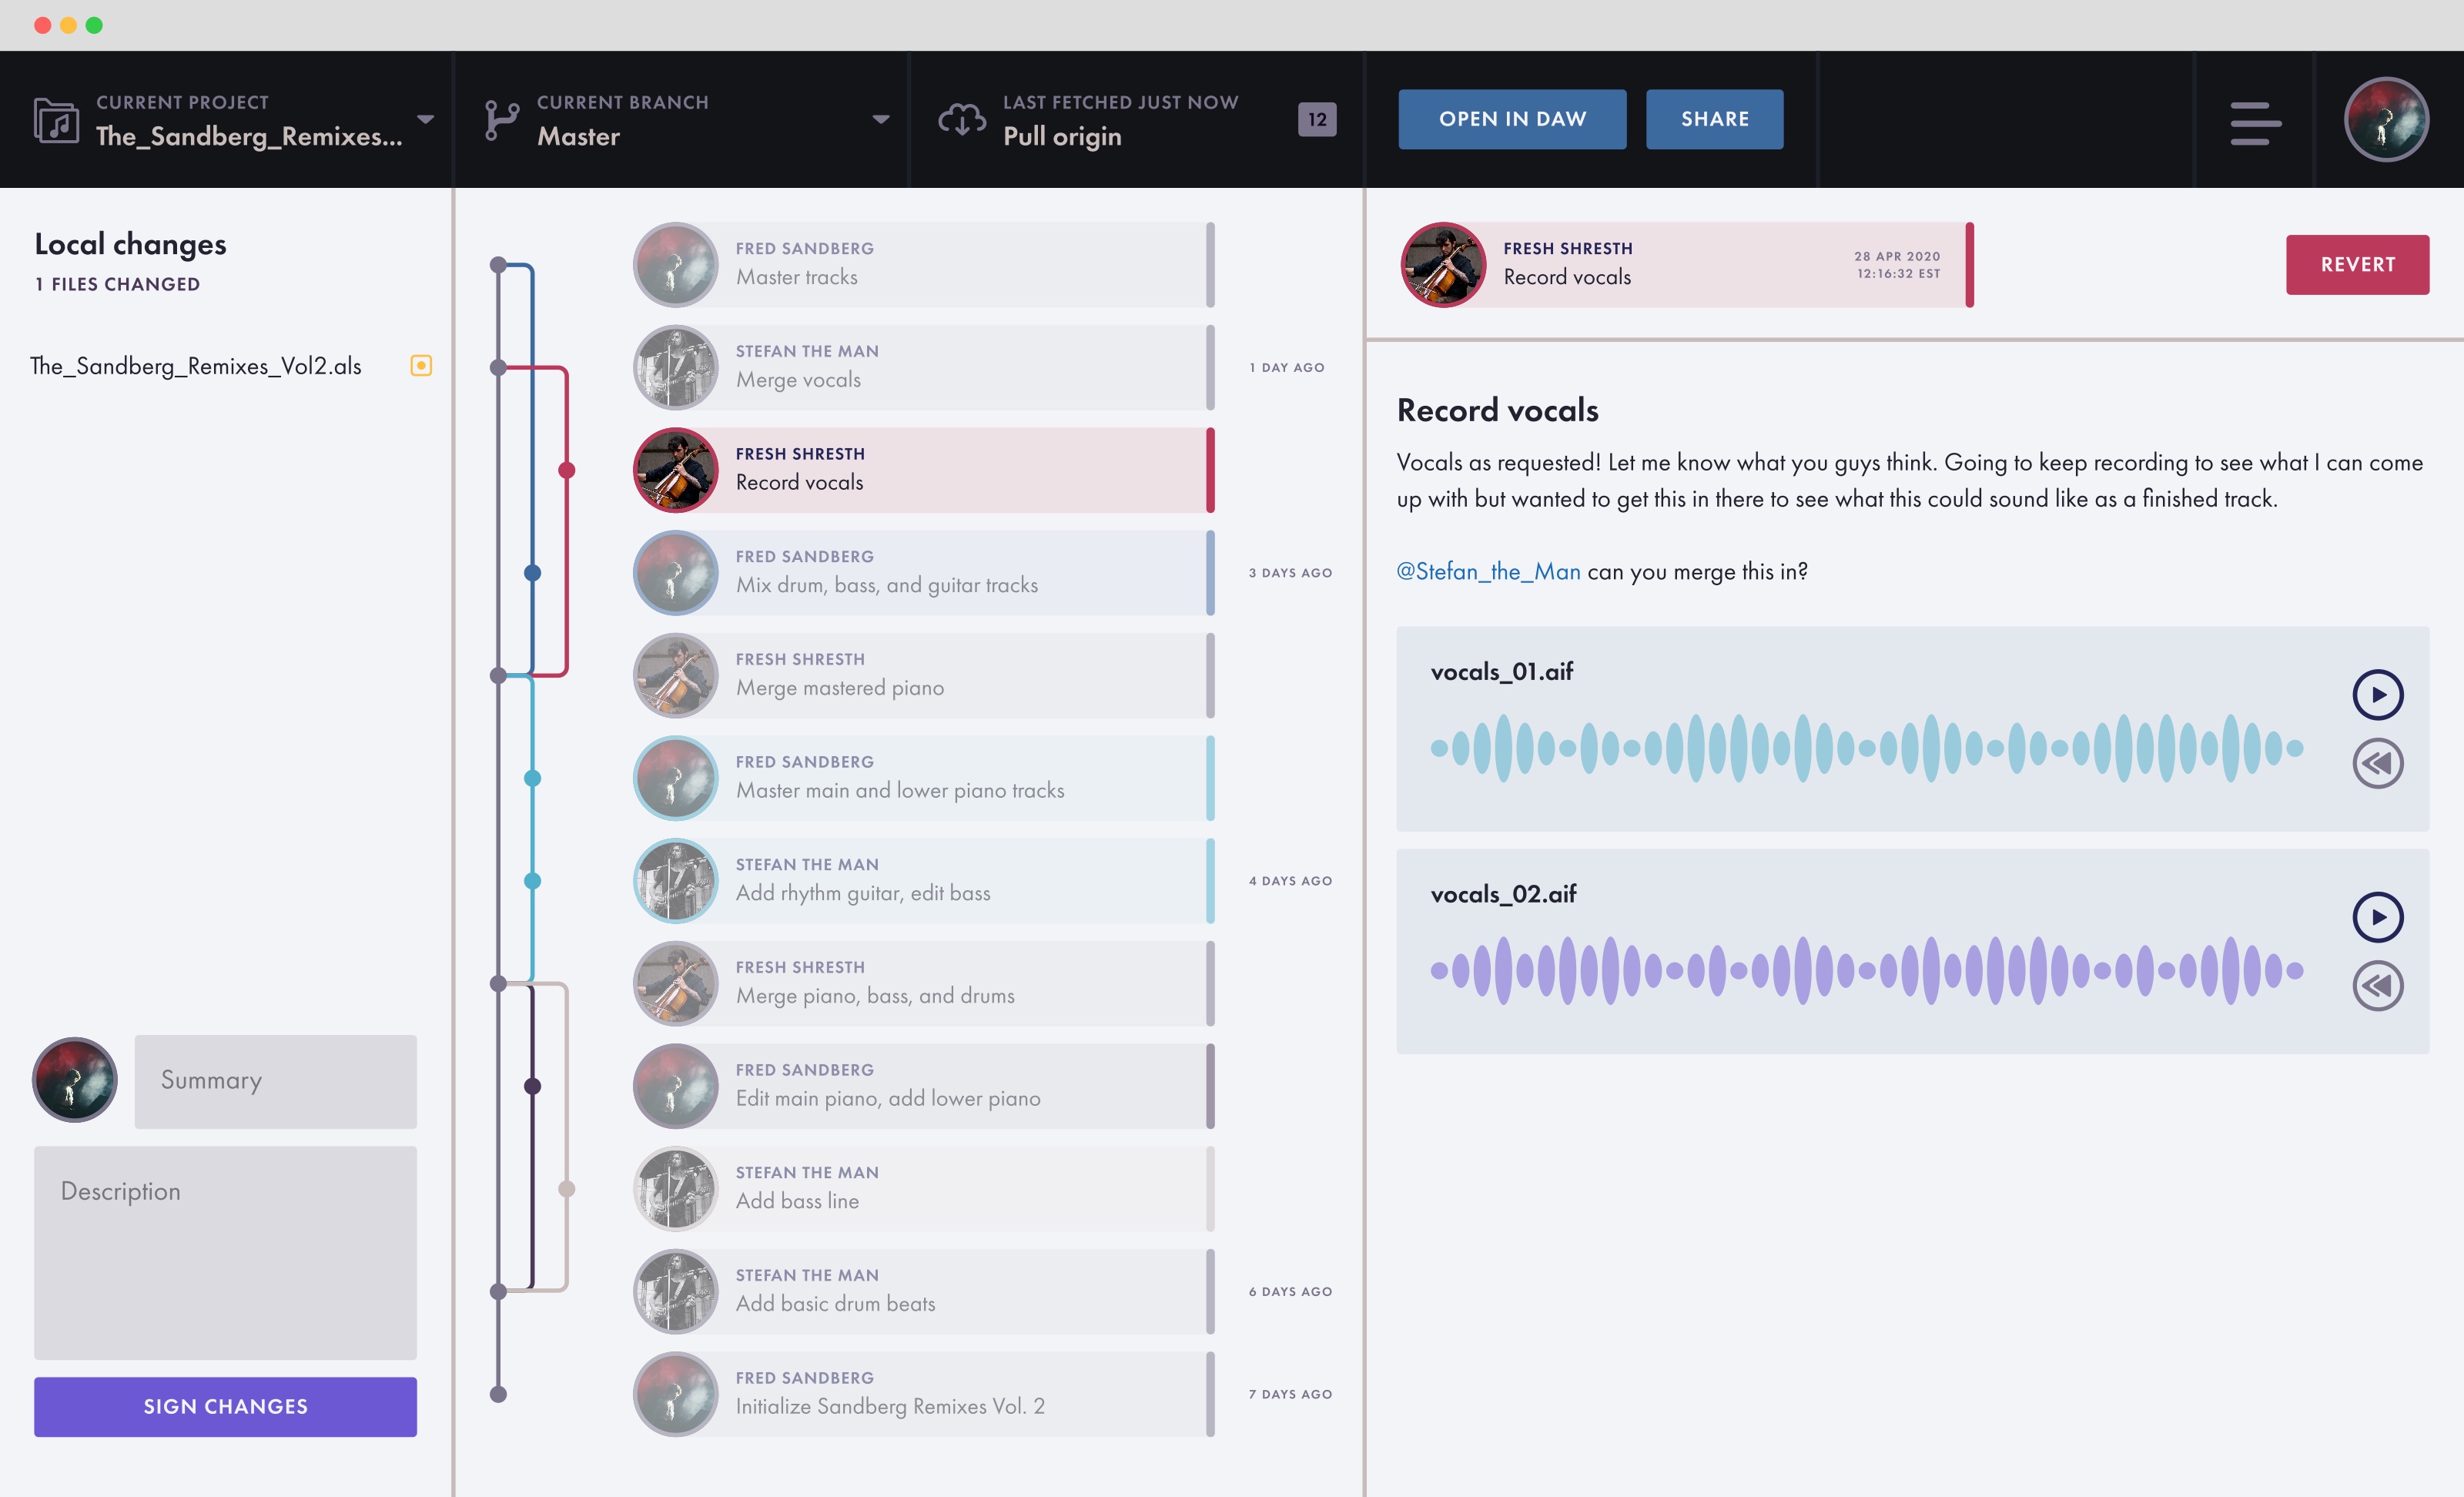 CURRENT PROJECT
The_Sandberg_Remixes...
CURRENT BRANCH
Master
LAST FETCHED JUST NOW
Pull origin
12
OPEN IN DAW
SHARE
Local changes
1 FILES CHANGED
The_Sandberg_Remixes_Vol2.als
Summary
Description
SIGN CHANGES
FRED SANDBERG
Master tracks
STEFAN THE MAN
Merge vocals
1 DAY AGO
FRESH SHRESTH
Record vocals
FRED SANDBERG
Mix drum, bass, and guitar tracks
3 DAYS AGO
FRESH SHRESTH
Merge mastered piano
FRED SANDBERG
Master main and lower piano tracks
STEFAN THE MAN
Add rhythm guitar, edit bass
4 DAYS AGO
FRESH SHRESTH
Merge piano, bass, and drums
FRED SANDBERG
Edit main piano, add lower piano
STEFAN THE MAN
Add bass line
STEFAN THE MAN
Add basic drum beats
6 DAYS AGO
FRED SANDBERG
Initialize Sandberg Remixes Vol. 2
7 DAYS AGO
FRESH SHRESTH
Record vocals
28 APR 2020
12:16:32 EST
REVERT
Record vocals
Vocals as requested! Let me know what you guys think. Going to keep recording to see what I can come
up with but wanted to get this in there to see what this could sound like as a finished track.
@Stefan_the_Man can you merge this in?
vocals_01.aif
vocals_02.aif